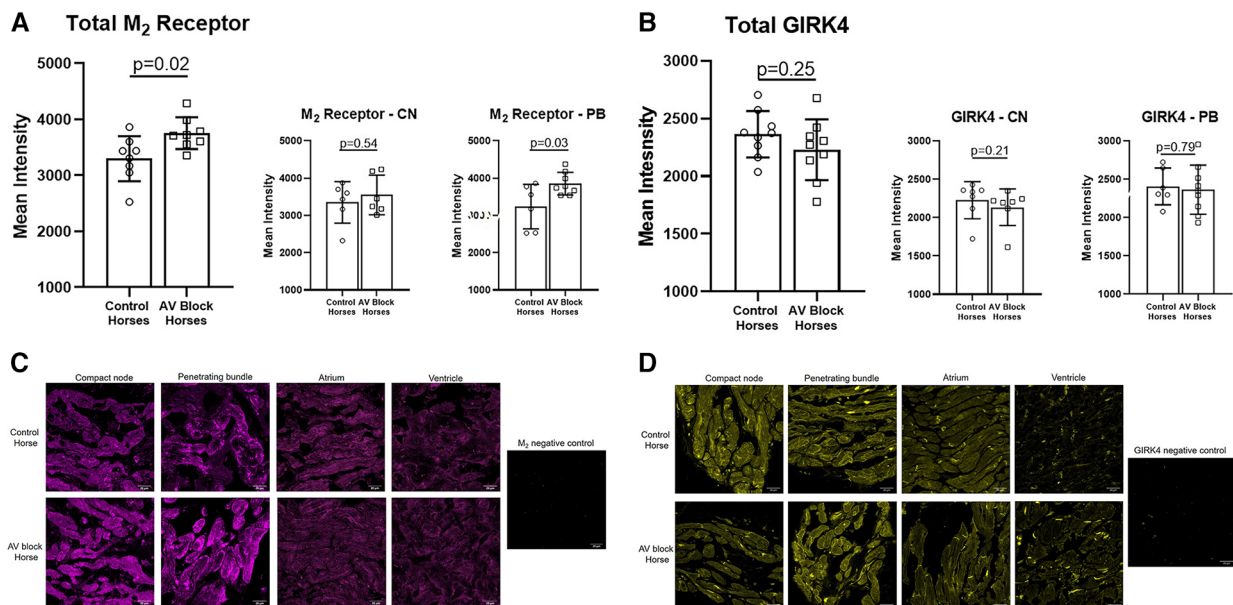 A
Total M₂ Receptor
p=0.02
Mean Intensity
5000
4000
3000
2000
1000
Control Horses
AV Block Horses
M₂ Receptor - CN
p=0.54
Mean Intensity
5000
4000
3000
2000
1000
Control Horses
AV Block Horses
M₂ Receptor - PB
p=0.03
Mean Intensity
5000
4000
3000
2000
1000
Control Horses
AV Block Horses
B
Total GIRK4
p=0.25
Mean Intesnsity
3000
2500
2000
1500
1000
Control Horses
AV Block Horses
GIRK4 - CN
p=0.21
Mean Intensity
3000
2500
2000
1500
1000
Control Horses
AV Block Horses
GIRK4 - PB
p=0.79
Mean Intensity
3000
2500
2000
1500
1000
Control Horses
AV Block Horses
C
Compact node
Penetrating bundle
Atrium
Ventricle
Control Horse
AV block Horse
M₂ negative control
D
Compact node
Penetrating bundle
Atrium
Ventricle
Control Horse
AV block Horse
GIRK4 negative control